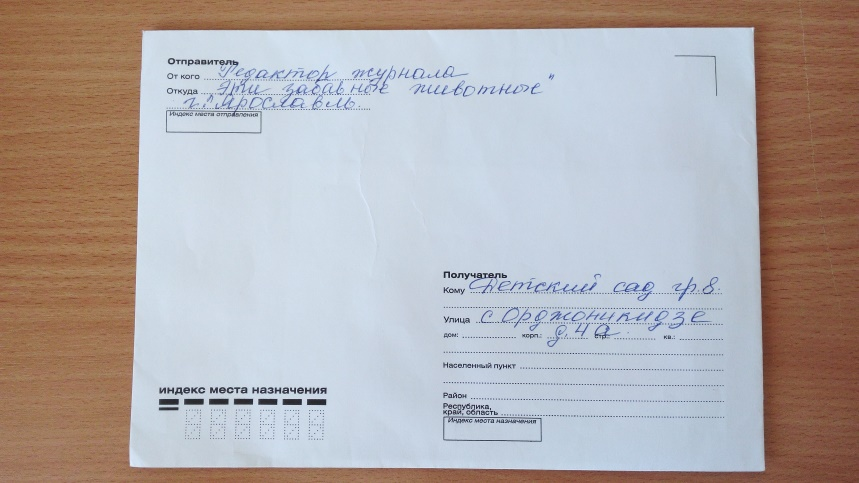 Отправитель
От кого Редактор журнала
Откуда "Эти забавные животные"
г. Ярославль.
Индекс места отправления
Получатель
Кому Детский сад гр.8.
Улица с Орджоникидзе
дом: корп.: стр.: кв.:
д. 4а.
Населенный пункт
Район
Республика,
край, область
Индекс места назначения
индекс места назначения